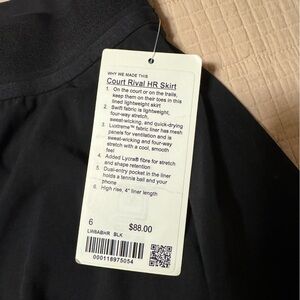 WHY WE MADE THIS
Court Rival HR Skirt
1. On the court or on the trails,
keep them on their toes in this
lined lightweight skirt
2. Swift fabric is lightweight,
four-way stretch,
sweat-wicking, and quick-drying
3. Luxtreme™ fabric liner has mesh
panels for ventilation and is
sweat-wicking and four-way
stretch with a cool, smooth
feel
4. Added Lycra® fibre for stretch
and shape retention
5. Dual-entry pocket in the liner
holds a tennis ball and your
phone
6. High rise, 4" liner length
6
$88.00
LW8ABHR BLK
000118975054